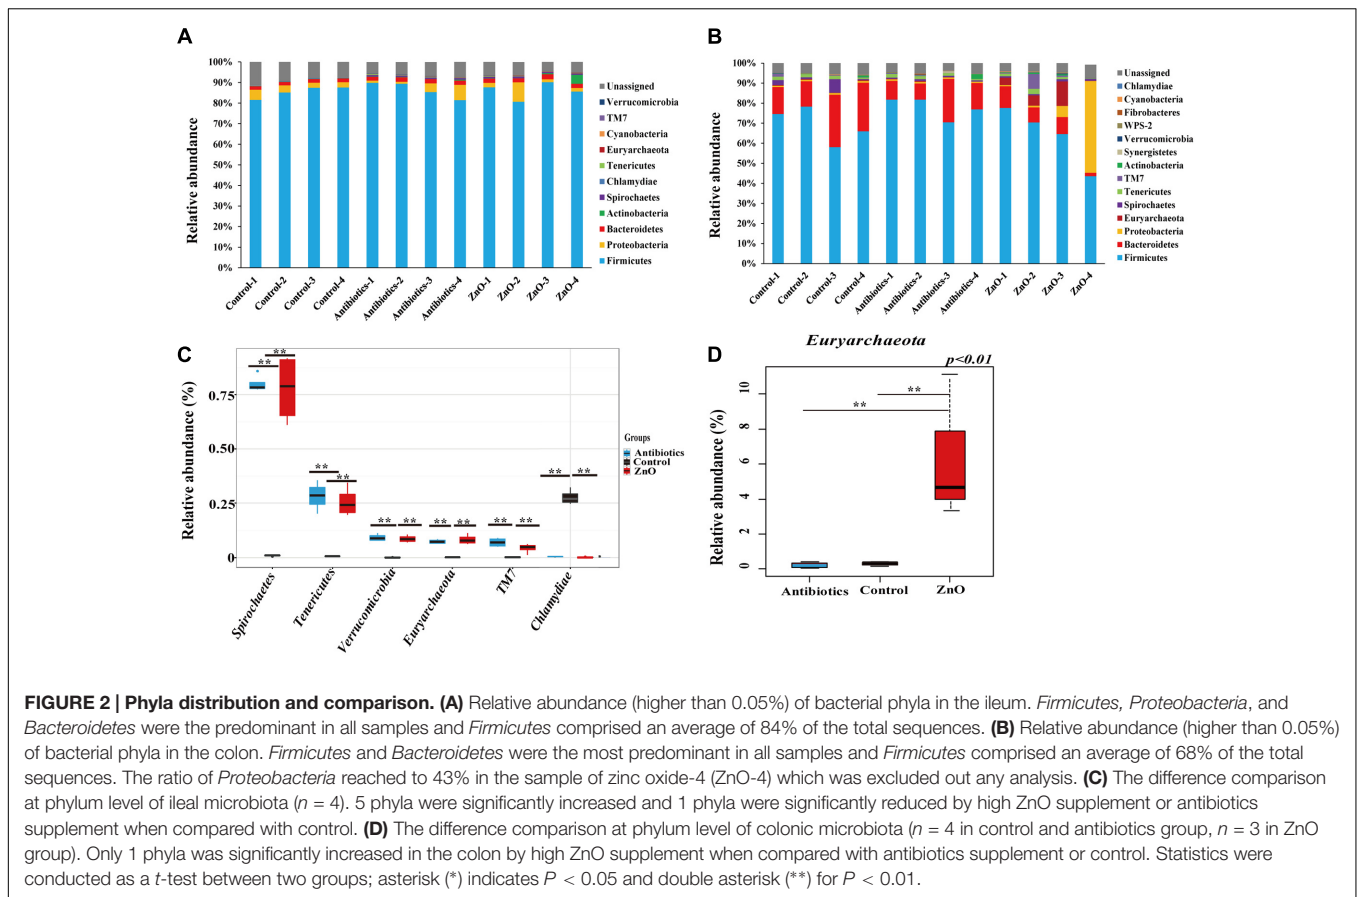 A
100%
90%
80%
70%
60%
50%
40%
30%
20%
10%
0%
Relative abundance
Control-1
Control-2
Control-3
Control-4
Antibiotics-1
Antibiotics-2
Antibiotics-3
Antibiotics-4
ZnO-1
ZnO-2
ZnO-3
ZnO-4
Unassigned
Verrucomicrobia
TM7
Cyanobacteria
Euryarchaeota
Tenericutes
Chlamydiae
Spirochaetes
Actinobacteria
Bacteroidetes
Proteobacteria
Firmicutes
B
100%
90%
80%
70%
60%
50%
40%
30%
20%
10%
0%
Relative abundance
Control-1
Control-2
Control-3
Control-4
Antibiotics-1
Antibiotics-2
Antibiotics-3
Antibiotics-4
ZnO-1
ZnO-2
ZnO-3
ZnO-4
Unassigned
Chlamydiae
Cyanobacteria
Fibrobacteres
WPS-2
Verrucomicrobia
Synergistetes
Actinobacteria
TM7
Tenericutes
Spirochaetes
Euryarchaeota
Proteobacteria
Bacteroidetes
Firmicutes
C
Relative abundance (%)
0.75
0.50
0.25
0
**
**
**
**
**
**
**
**
**
**
**
**
Spirochaetes
Tenericutes
Verrucomicrobia
Euryarchaeota
TM7
Chlamydiae
Groups
Antibiotics
Control
ZnO
D
Euryarchaeota
p<0.01
Relative abundance (%)
10
8
6
4
2
0
**
**
Antibiotics
Control
ZnO
FIGURE 2 | Phyla distribution and comparison. (A) Relative abundance (higher than 0.05%) of bacterial phyla in the ileum. Firmicutes, Proteobacteria, and
Bacteroidetes were the predominant in all samples and Firmicutes comprised an average of 84% of the total sequences. (B) Relative abundance (higher than 0.05%)
of bacterial phyla in the colon. Firmicutes and Bacteroidetes were the most predominant in all samples and Firmicutes comprised an average of 68% of the total
sequences. The ratio of Proteobacteria reached to 43% in the sample of zinc oxide-4 (ZnO-4) which was excluded out any analysis. (C) The difference comparison
at phylum level of ileal microbiota (n = 4). 5 phyla were significantly increased and 1 phyla were significantly reduced by high ZnO supplement or antibiotics
supplement when compared with control. (D) The difference comparison at phylum level of colonic microbiota (n = 4 in control and antibiotics group, n = 3 in ZnO
group). Only 1 phyla was significantly increased in the colon by high ZnO supplement when compared with antibiotics supplement or control. Statistics were
conducted as a t-test between two groups; asterisk (*) indicates P < 0.05 and double asterisk (**) for P < 0.01.